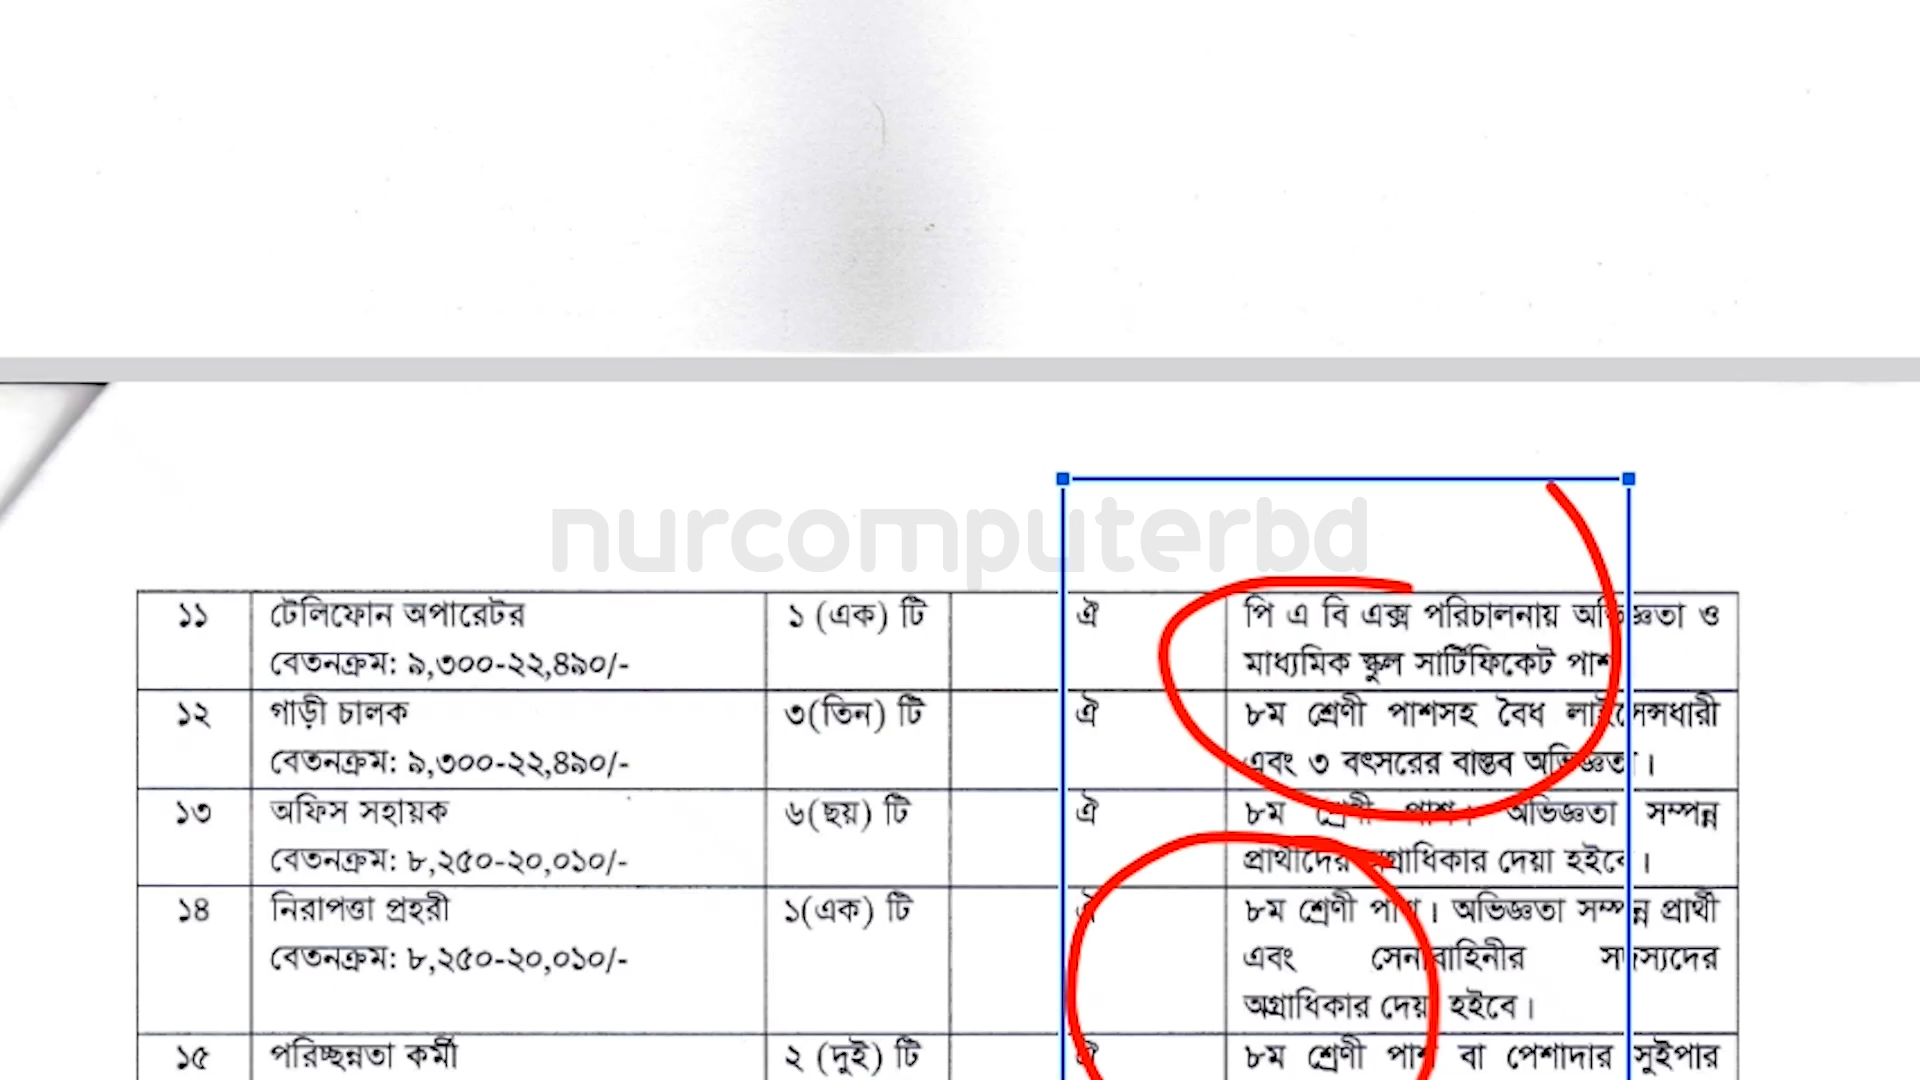 nurcomputerbd
১১ টেলিফোন অপারেটর ১ (এক) টি ঐ পি এ বি এক্স পরিচালনায় অভিজ্ঞতা ও
বেতনক্রম: ৯,৩০০-২২,৪৯০/- মাধ্যমিক স্কুল সার্টিফিকেট পাশ
১২ গাড়ী চালক ৩(তিন) টি ঐ ৮ম শ্রেণী পাশসহ বৈধ লাইসেন্সধারী
বেতনক্রম: ৯,৩০০-২২,৪৯০/- এবং ৩ বৎসরের বাস্তব অভিজ্ঞতা।
১৩ অফিস সহায়ক ৬(ছয়) টি ঐ ৮ম শ্রেণী পাশ। অভিজ্ঞতা সম্পন্ন
বেতনক্রম: ৮,২৫০-২০,০১০/- প্রার্থীদের অগ্রাধিকার দেয়া হইবে।
১৪ নিরাপত্তা প্রহরী ১(এক) টি ঐ ৮ম শ্রেণী পাশ। অভিজ্ঞতা সম্পন্ন প্রার্থী
বেতনক্রম: ৮,২৫০-২০,০১০/- এবং সেনাবাহিনীর সদস্যদের
অগ্রাধিকার দেয়া হইবে।
১৫ পরিচ্ছন্নতা কর্মী ২ (দুই) টি ঐ ৮ম শ্রেণী পাশ বা পেশাদার সুইপার